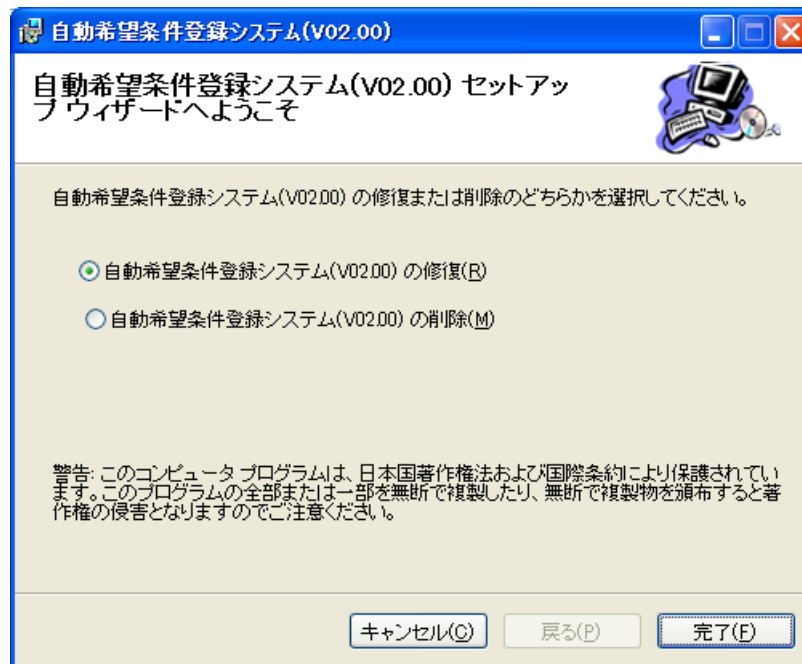 自動希望条件登録システム(V02.00)
自動希望条件登録システム(V02.00) セットアッ
プ ウィザードへようこそ
自動希望条件登録システム(V02.00) の修復または削除のどちらかを選択してください。
自動希望条件登録システム(V02.00) の修復(R)
自動希望条件登録システム(V02.00) の削除(M)
警告: このコンピュータ プログラムは、日本国著作権法および国際条約により保護されてい
ます。このプログラムの全部または一部を無断で複製したり、無断で複製物を頒布すると著
作権の侵害となりますのでご注意ください。
キャンセル(C) 戻る(P) 完了(F)